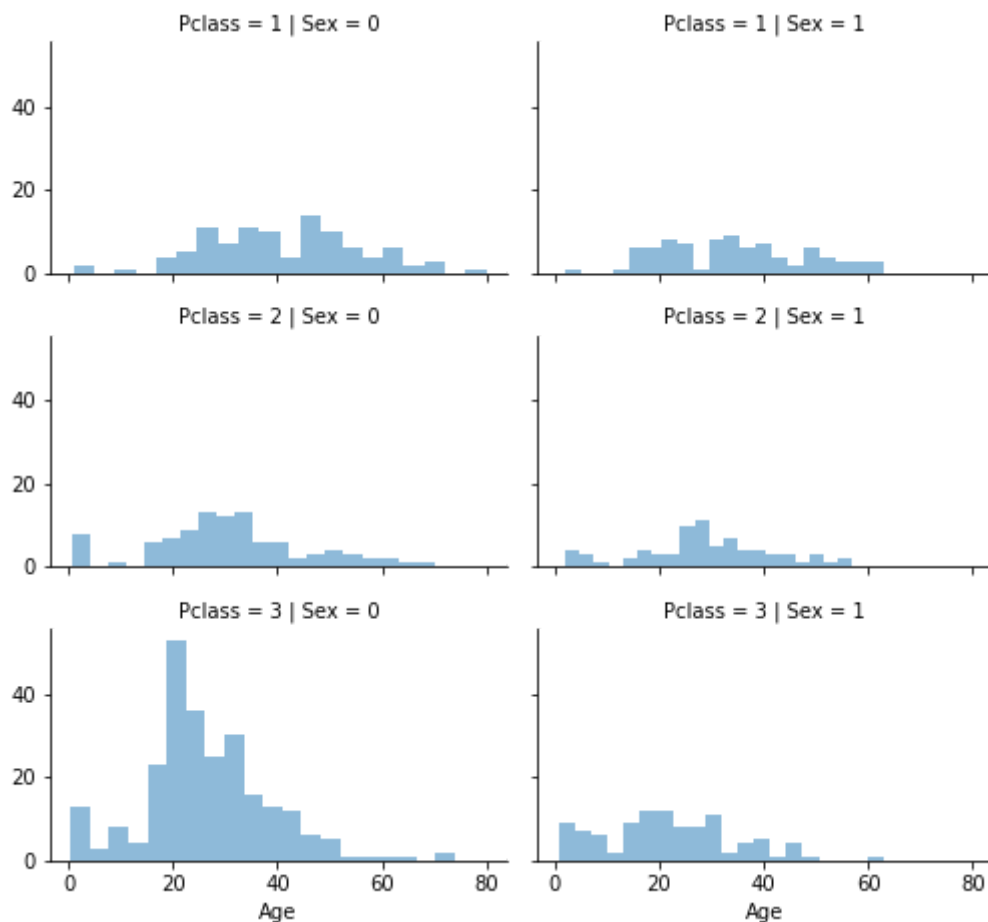 Pclass = 1 | Sex = 0
Pclass = 1 | Sex = 1
40
20
0
Pclass = 2 | Sex = 0
Pclass = 2 | Sex = 1
40
20
0
Pclass = 3 | Sex = 0
Pclass = 3 | Sex = 1
40
20
0
0 20 40 60 80
0 20 40 60 80
Age
Age